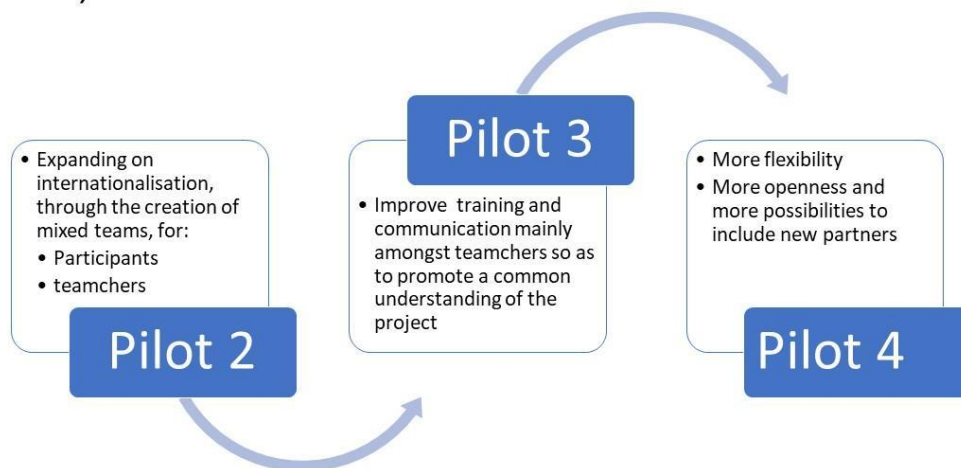 • Expanding on
internationalisation,
through the creation of
mixed teams, for:
• Participants
• teamchers
Pilot 2
Pilot 3
• Improve training and
communication mainly
amongst teamchers so as
to promote a common
understanding of the
project
• More flexibility
• More openness and
more possibilities to
include new partners
Pilot 4